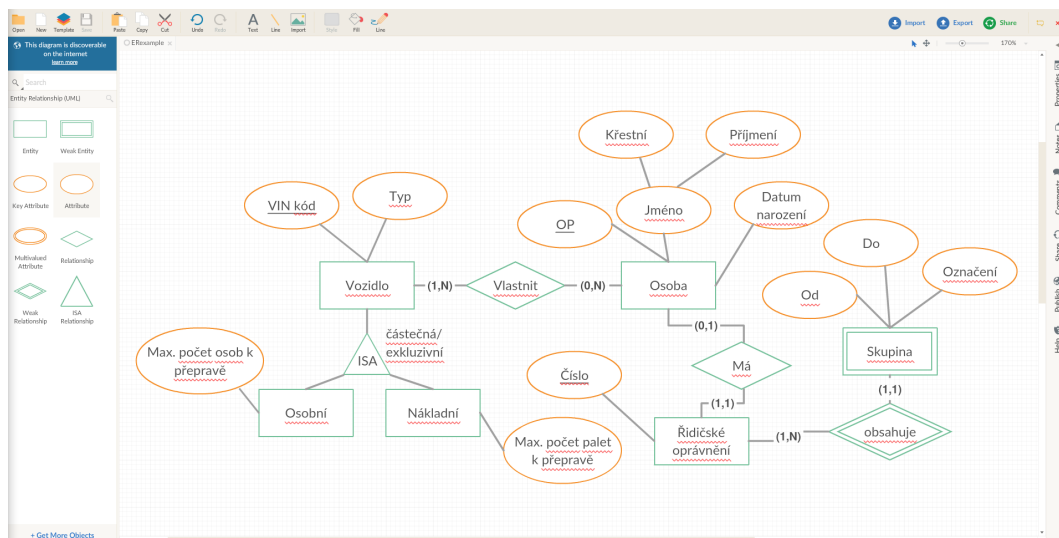 Open New Template Save Paste Copy Cut Undo Redo Text Line Import Style Fill Line Import Export Share
This diagram is discoverable
on the internet
learn more
ERexample
170%
Search
Entity Relationship (UML)
Entity Weak Entity
Key Attribute Attribute
Multivalued
Attribute
Relationship
Weak
Relationship
ISA
Relationship
+ Get More Objects
Properties
Notes
Comments
Share
Publish
Help
Křestní
Příjmení
VIN kód
Typ
OP
Jméno
Datum
narození
Do
Označení
Od
Vozidlo
(1,N)
Vlastnit
(0,N)
Osoba
(0,1)
částečná/
exkluzivní
ISA
Max. počet osob k
přepravě
Osobní
Nákladní
Max. počet palet
k přepravě
Číslo
Má
(1,1)
Řidičské
oprávnění
(1,N)
Skupina
(1,1)
obsahuje